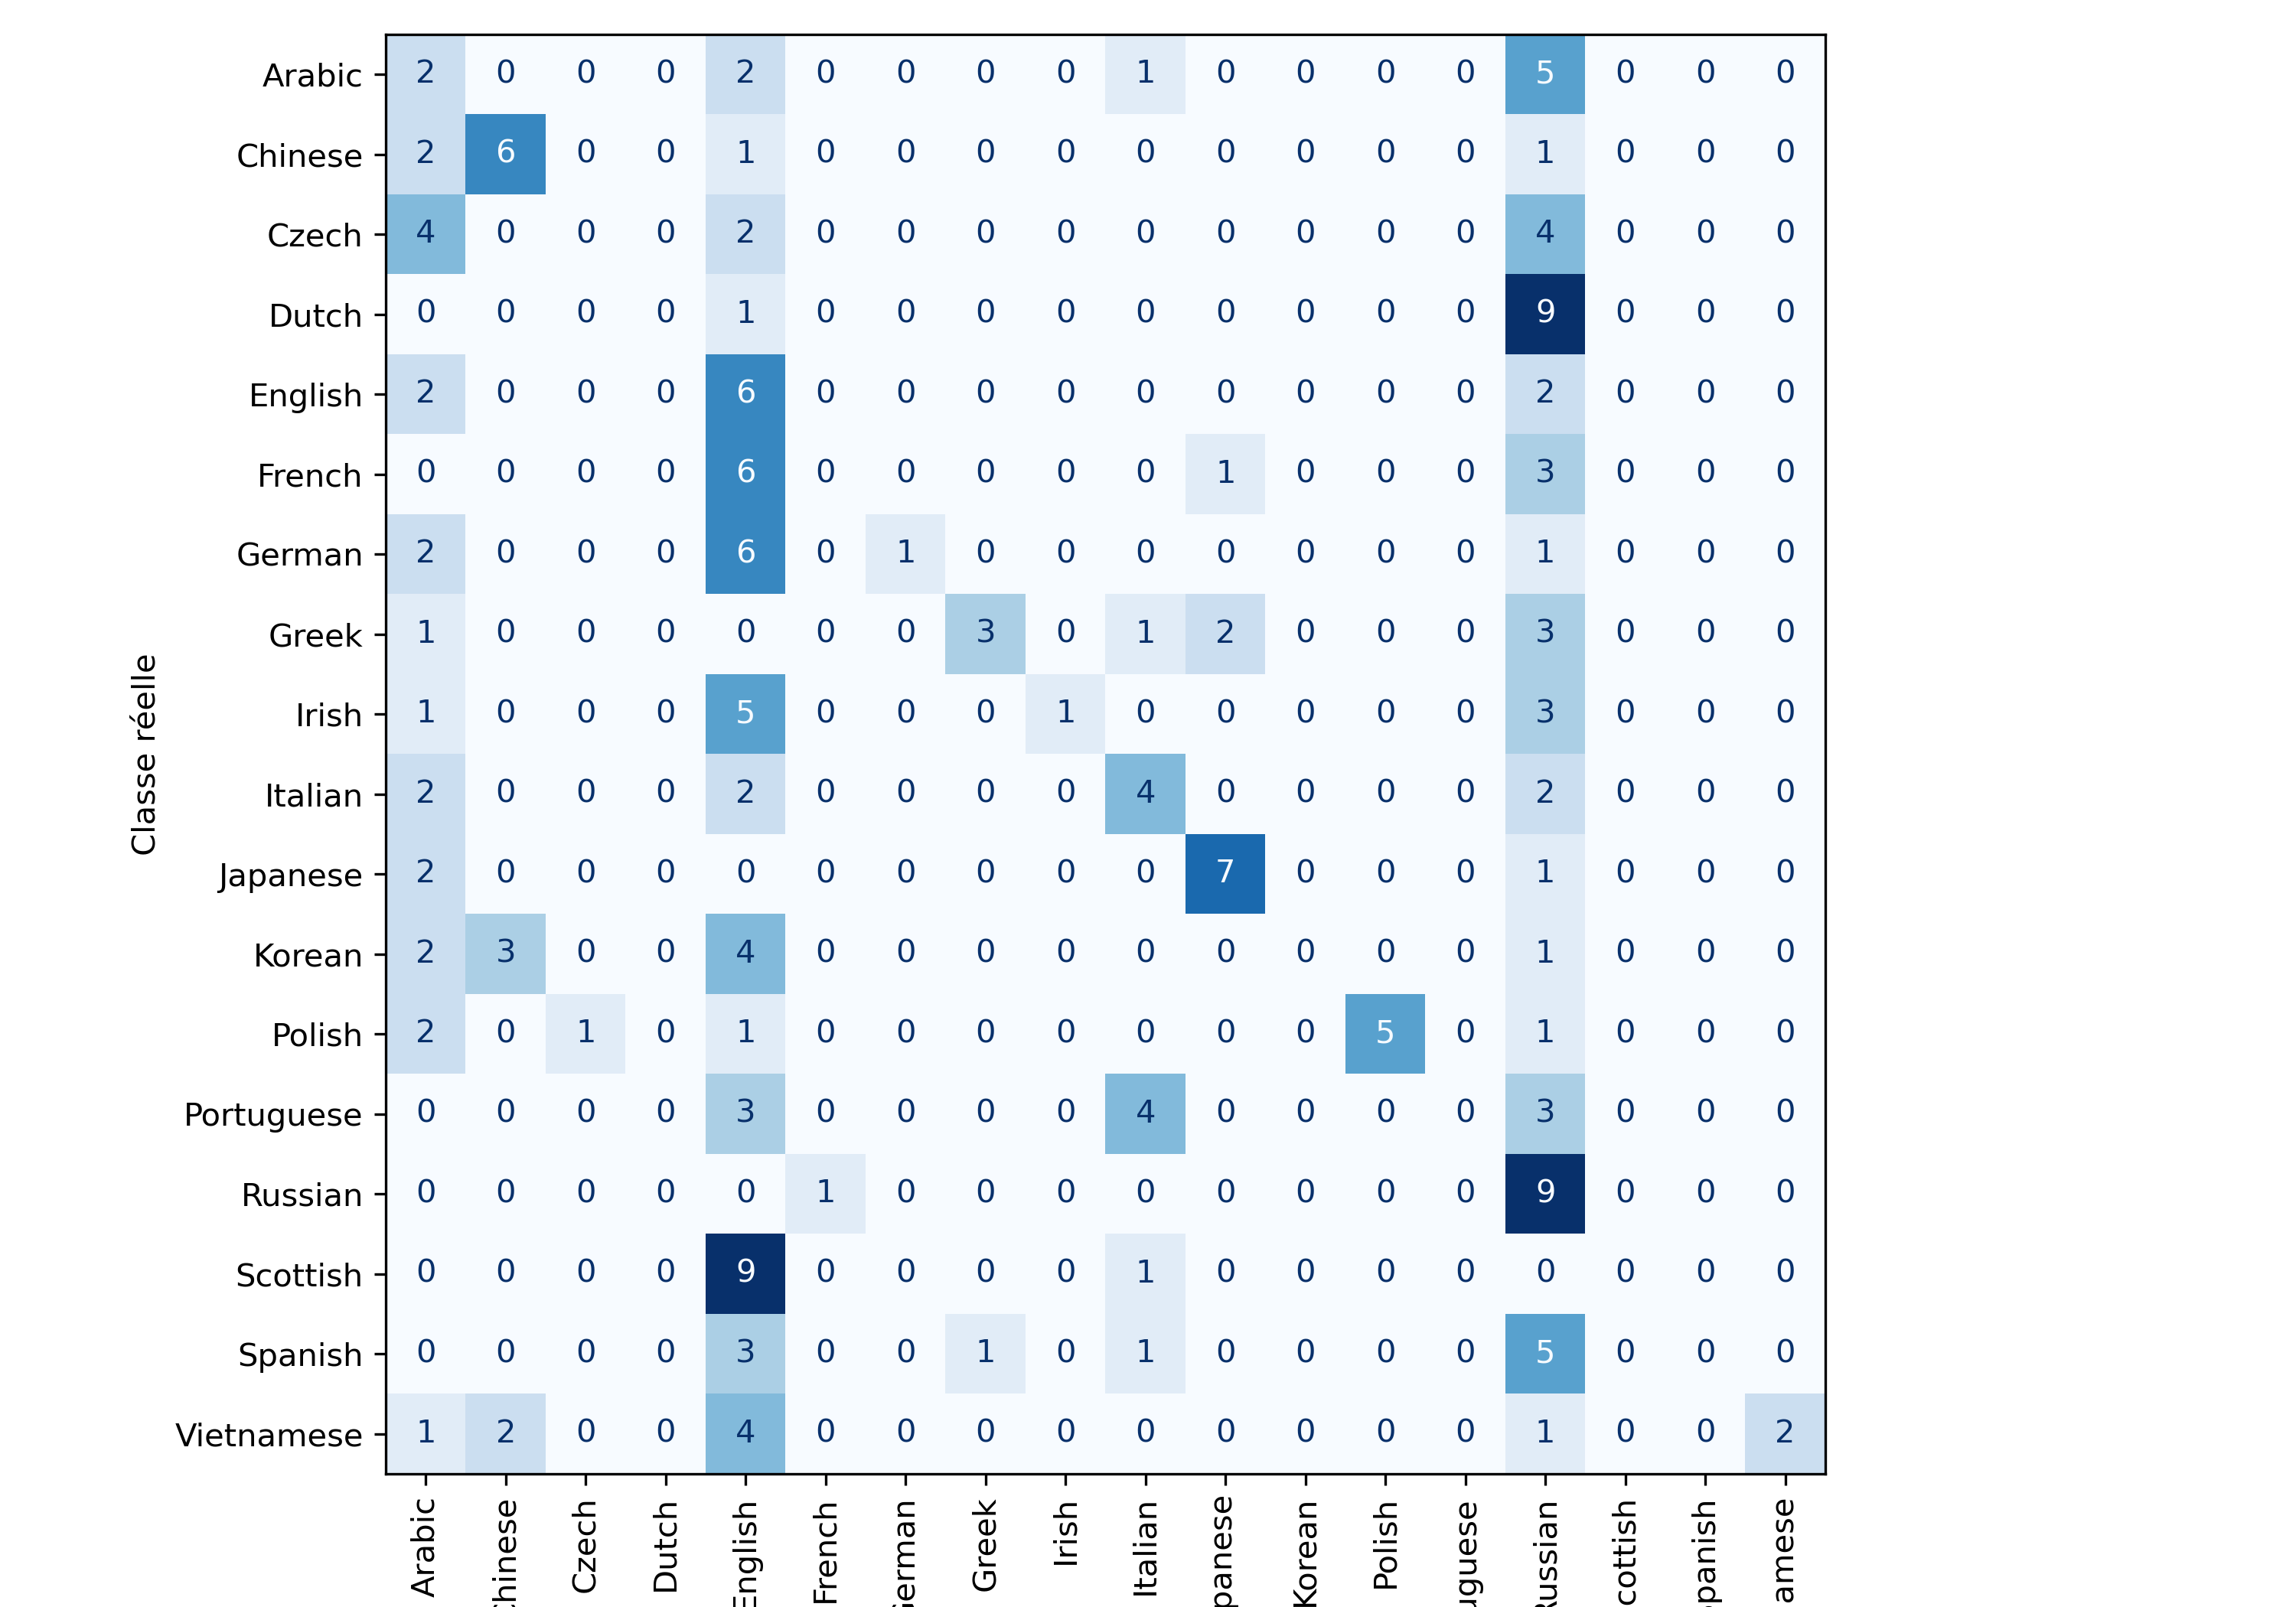 Arabic 2 0 0 0 2 0 0 0 0 1 0 0 0 0 5 0 0 0
Chinese 2 6 0 0 1 0 0 0 0 0 0 0 0 0 1 0 0 0
Czech 4 0 0 0 2 0 0 0 0 0 0 0 0 0 4 0 0 0
Dutch 0 0 0 0 1 0 0 0 0 0 0 0 0 0 9 0 0 0
English 2 0 0 0 6 0 0 0 0 0 0 0 0 0 2 0 0 0
French 0 0 0 0 6 0 0 0 0 0 1 0 0 0 3 0 0 0
German 2 0 0 0 6 0 1 0 0 0 0 0 0 0 1 0 0 0
Greek 1 0 0 0 0 0 0 3 0 1 2 0 0 0 3 0 0 0
Irish 1 0 0 0 5 0 0 0 1 0 0 0 0 0 3 0 0 0
Italian 2 0 0 0 2 0 0 0 0 4 0 0 0 0 2 0 0 0
Japanese 2 0 0 0 0 0 0 0 0 0 7 0 0 0 1 0 0 0
Korean 2 3 0 0 4 0 0 0 0 0 0 0 0 0 1 0 0 0
Polish 2 0 1 0 1 0 0 0 0 0 0 0 5 0 1 0 0 0
Portuguese 0 0 0 0 3 0 0 0 0 4 0 0 0 0 3 0 0 0
Russian 0 0 0 0 0 1 0 0 0 0 0 0 0 0 9 0 0 0
Scottish 0 0 0 0 9 0 0 0 0 1 0 0 0 0 0 0 0 0
Spanish 0 0 0 0 3 0 0 1 0 1 0 0 0 0 5 0 0 0
Vietnamese 1 2 0 0 4 0 0 0 0 0 0 0 0 0 1 0 0 2
Classe réelle
Arabic
hinese
Czech
Dutch
English
French
erman
Greek
Irish
Italian
panese
Korean
Polish
uguese
ussian
cottish
panish
amese